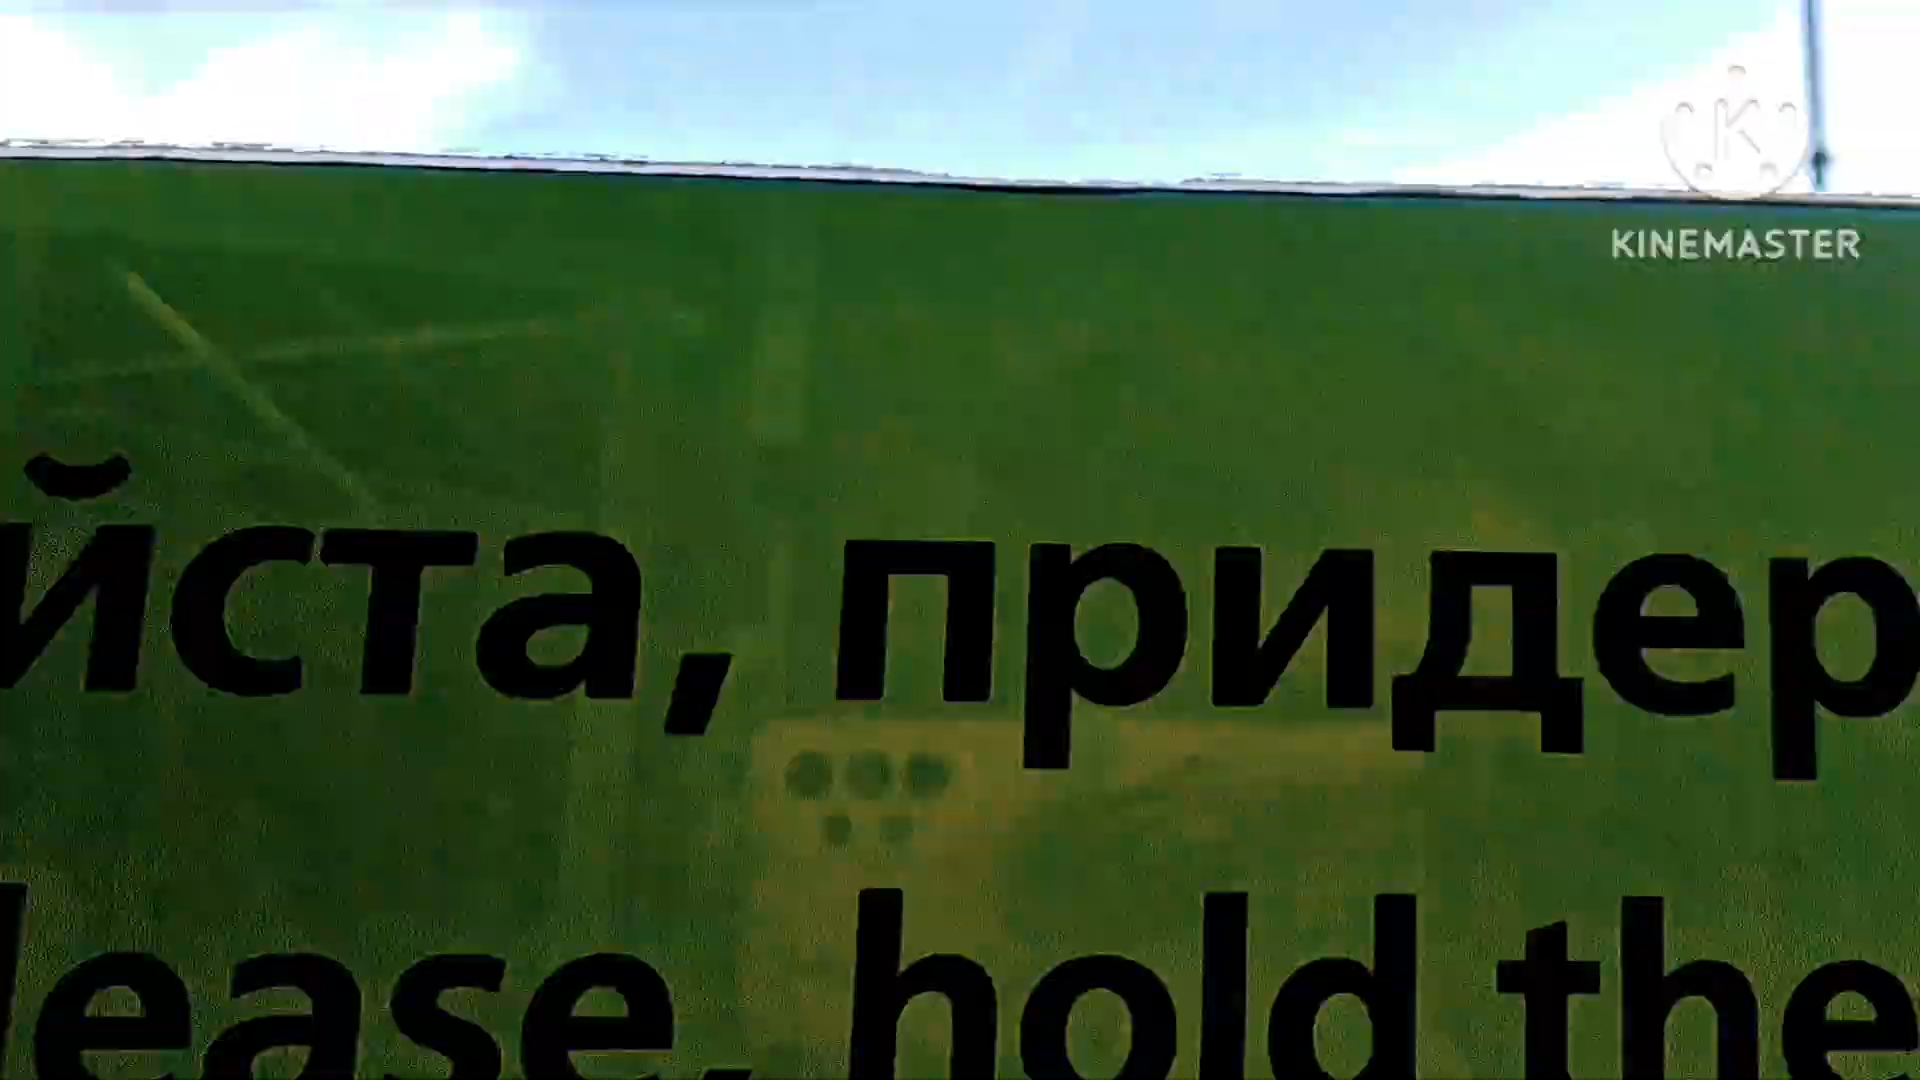 KINEMASTER
йста, придер
lease, hold the